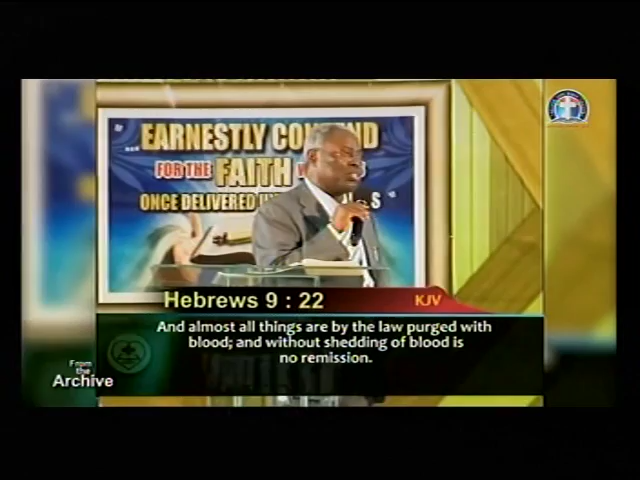 "EARNESTLY CONTEND
FOR THE FAITH
ONCE DELIVERED
S
Hebrews 9 : 22
KJV
And almost all things are by the law purged with
blood; and without shedding of blood is
no remission.
From
the
Archive